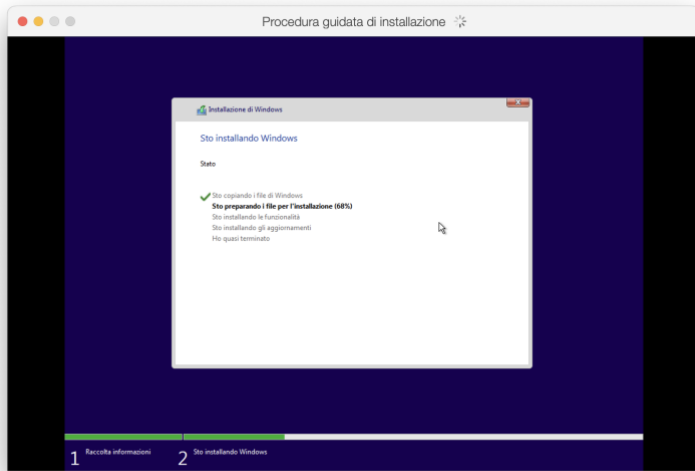 Procedura guidata di installazione
Installazione di Windows
Sto installando Windows
Stato
Sto copiando i file di Windows
Sto preparando i file per l'installazione (68%)
Sto installando le funzionalità
Sto installando gli aggiornamenti
Ho quasi terminato
1 Raccolta informazioni
2 Sto installando Windows